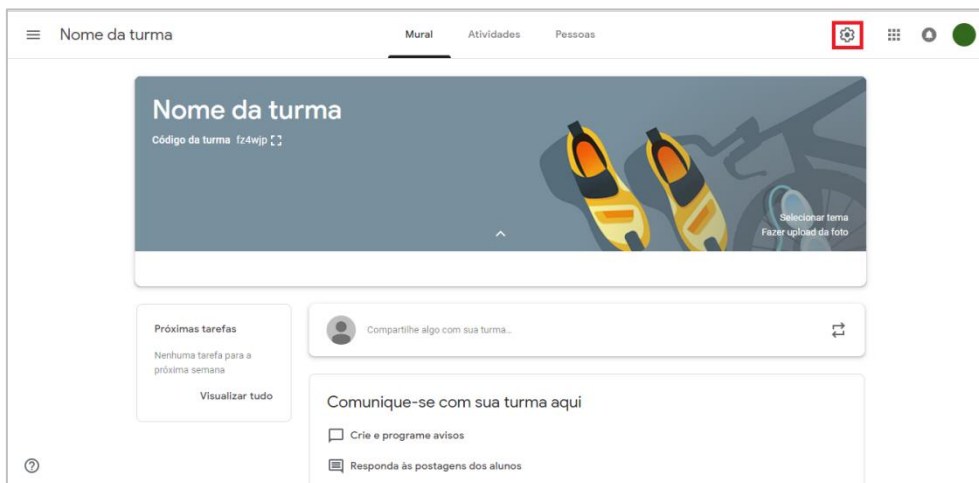 Nome da turma
Mural
Atividades
Pessoas
Nome da turma
Código da turma fz4wjp
Selecionar tema
Fazer upload da foto
Próximas tarefas
Nenhuma tarefa para a
próxima semana
Visualizar tudo
Compartilhe algo com sua turma...
Comunique-se com sua turma aqui
Crie e programe avisos
Responda às postagens dos alunos